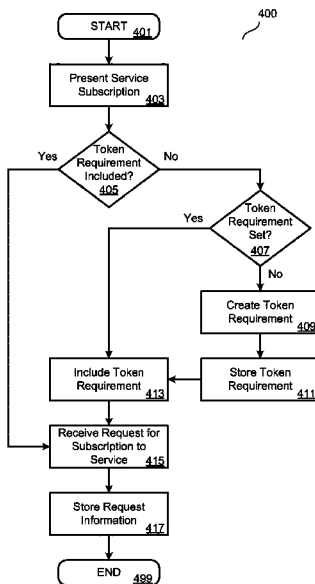 START
401
400
Present Service
Subscription
403
Token
Requirement
Included?
405
Yes
No
Token
Requirement
Set?
407
Yes
No
Create Token
Requirement
409
Include Token
Requirement
413
Store Token
Requirement
411
Receive Request for
Subscription to
Service
415
Store Request
Information
417
END
499